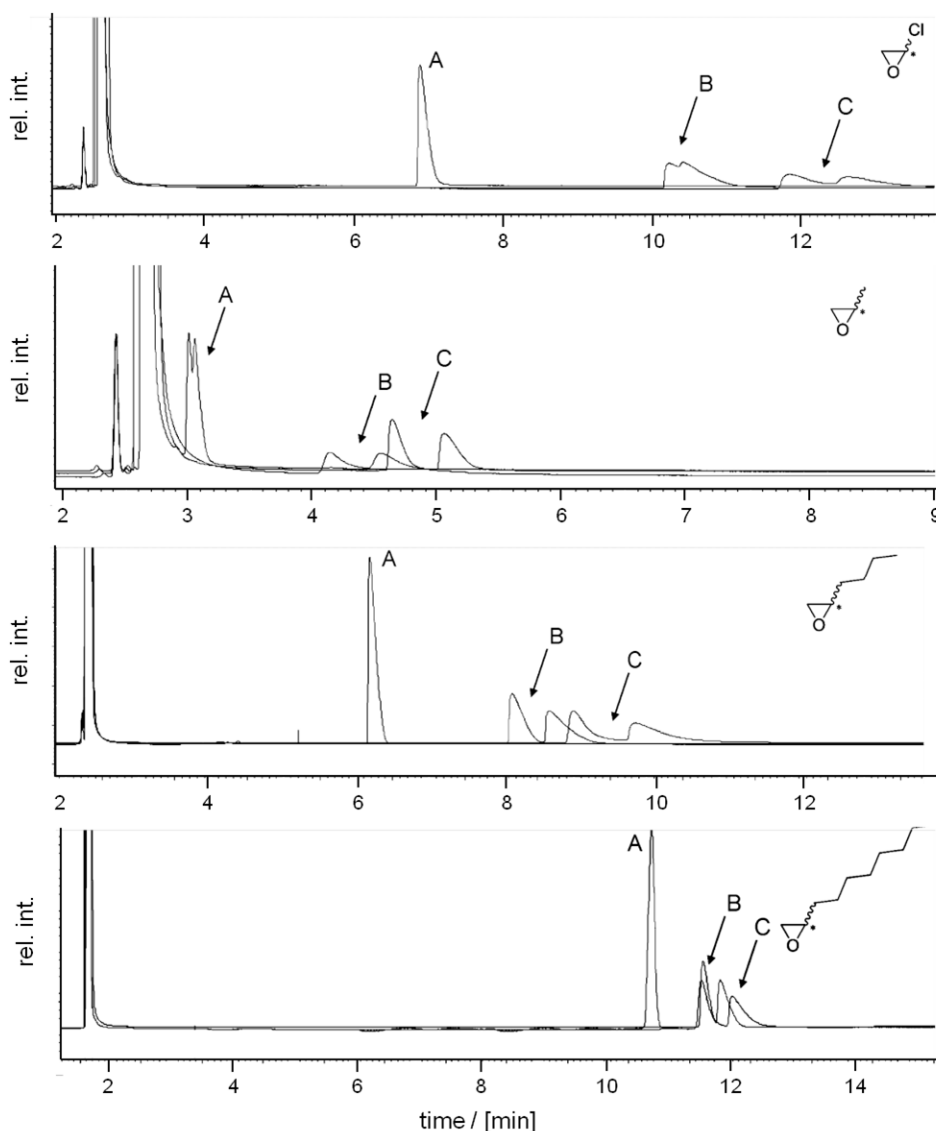 Cl
O *
A
B
C
rel. int.
2 4 6 8 10 12
A
B
C
O *
rel. int.
2 3 4 5 6 7 8 9
A
B
C
O *
rel. int.
2 4 6 8 10 12
A
B
C
O *
rel. int.
2 4 6 8 10 12 14
time / [min]